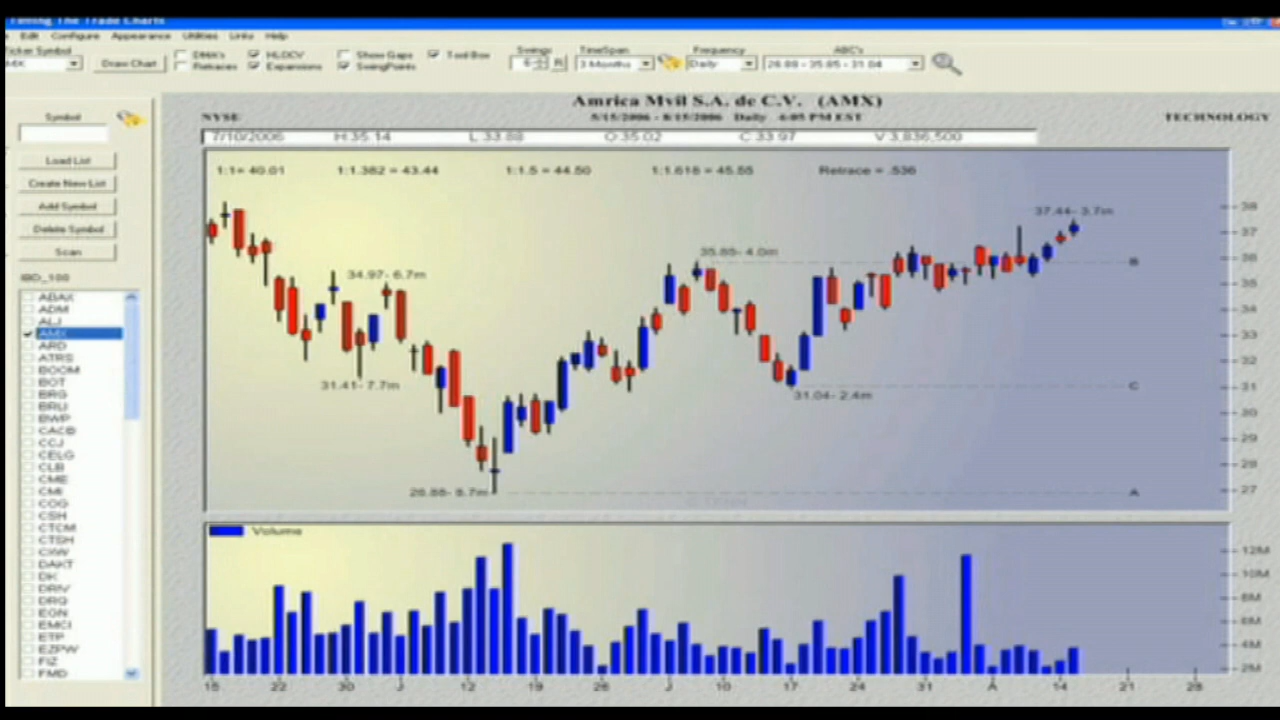 Timing The Trade Charts
Edit Configure Appearance Utilities Links Help
Ticker Symbol
Draw Chart
DMA's
HLOCV
Show Gaps
Tool Box
Retraces
Expansions
SwingPoints
Swings
TimeSpan
3 Months
Frequency
Daily
ABC's
26.88 - 35.85 - 31.04
Symbol
Load List
Create New List
Add Symbol
Delete Symbol
Scan
IBD_100
ABAX
ADM
ALJ
AMX
ARD
ATRS
BOOM
BOT
BRG
BRLI
BWP
CACB
CCJ
CELG
CLB
CME
CMI
COG
CSH
CTCM
CTSH
CXW
DAKT
DK
DRIV
DRQ
EGN
EMCI
ETP
EZPW
FIZ
FMD
Amrica Mvil S.A. de C.V. (AMX)
NYSE
5/15/2006 - 8/15/2006 Daily 4:05 PM EST
TECHNOLOGY
7/10/2006 H:35.14 L:33.88 O:35.02 C:33.97 V:3,836,500
1:1= 40.01 1:1.382 = 43.44 1:1.5 = 44.50 1:1.618 = 45.55 Retrace = .536
37.44- 3.7m
35.85- 4.0m
34.97- 6.7m
31.41- 7.7m
31.04- 2.4m
26.88- 8.7m
B
C
A
38
37
36
35
34
33
32
31
30
29
28
27
Volume
12M
10M
8M
6M
4M
2M
15 22 30 J 12 19 26 J 10 17 24 31 A 14 21 28